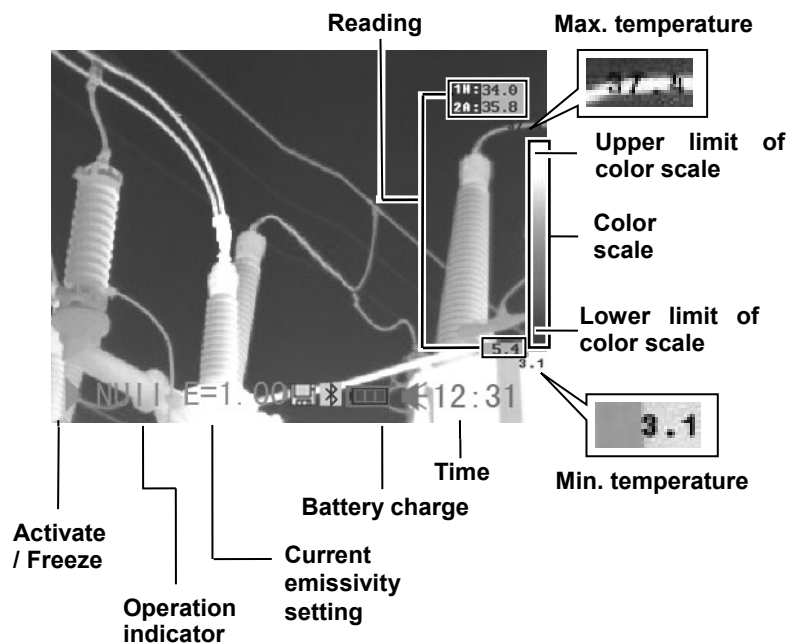 Reading
Max. temperature
1H:34.0
2A:35.8
37.4
Upper limit of
color scale
Color
scale
Lower limit of
color scale
5.4
3.1
NUll E=1.00 12:31
3.1
Min. temperature
Time
Battery charge
Activate
/ Freeze
Current
emissivity
setting
Operation
indicator